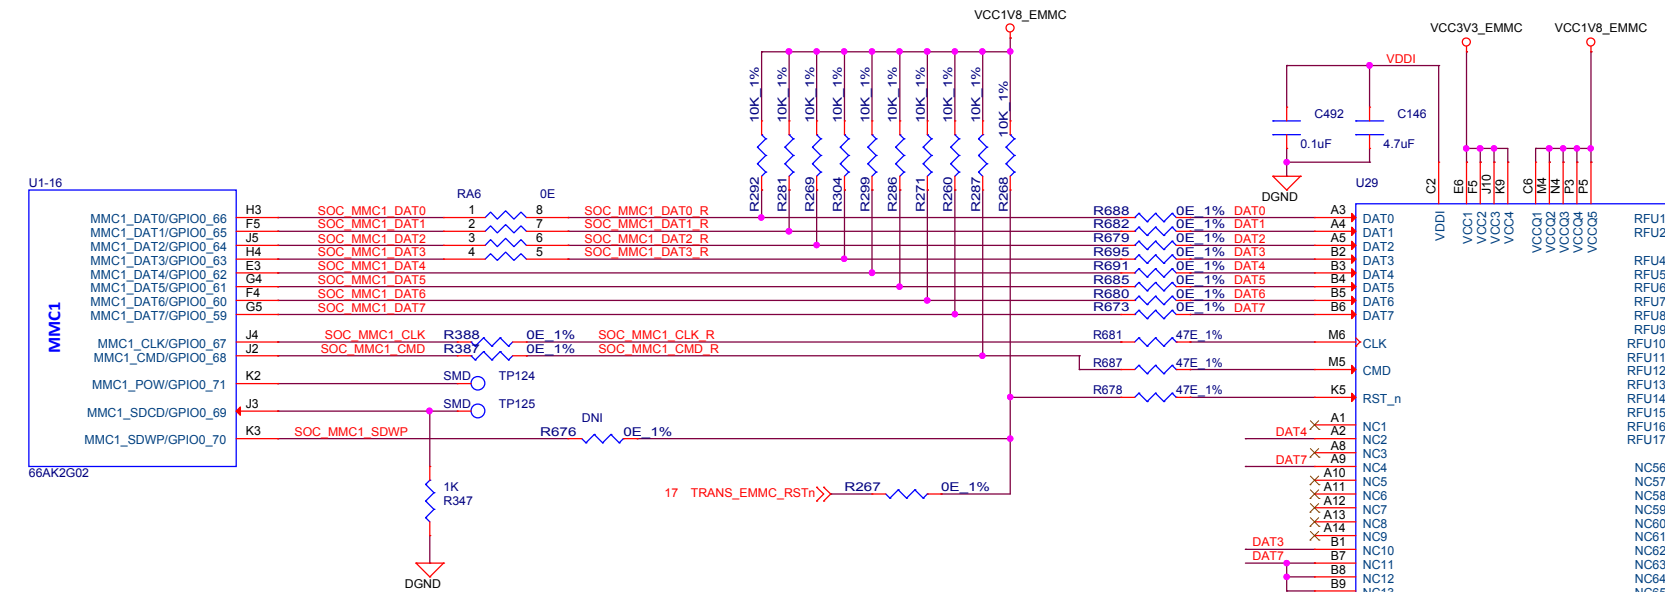 VCC1V8_EMMC
VCC3V3_EMMC VCC1V8_EMMC
VDDI
10K_1% 10K_1% 10K_1% 10K_1% 10K_1% 10K_1% 10K_1% 10K_1% 10K_1% 10K_1%
C492 C146
0.1uF 4.7uF
R292 R281 R269 R304 R299 R286 R271 R260 R287 R268
DGND
U1-16 U29
RA6 0E
C2 E6 F5 J10 K9 C6 M4 N4 P3 P5
VDDI VCC1 VCC2 VCC3 VCC4 VCCQ1 VCCQ2 VCCQ3 VCCQ4 VCCQ5
MMC1
MMC1_DAT0/GPIO0_66 H3 SOC_MMC1_DAT0 1 8 SOC_MMC1_DAT0_R R688 0E_1% DAT0 A3 DAT0 RFU1
MMC1_DAT1/GPIO0_65 F5 SOC_MMC1_DAT1 2 7 SOC_MMC1_DAT1_R R682 0E_1% DAT1 A4 DAT1 RFU2
MMC1_DAT2/GPIO0_64 J5 SOC_MMC1_DAT2 3 6 SOC_MMC1_DAT2_R R679 0E_1% DAT2 A5 DAT2
MMC1_DAT3/GPIO0_63 H4 SOC_MMC1_DAT3 4 5 SOC_MMC1_DAT3_R R695 0E_1% DAT3 B2 DAT3 RFU4
MMC1_DAT4/GPIO0_62 E3 SOC_MMC1_DAT4 R691 0E_1% DAT4 B3 DAT4 RFU5
MMC1_DAT5/GPIO0_61 G4 SOC_MMC1_DAT5 R685 0E_1% DAT5 B4 DAT5 RFU6
MMC1_DAT6/GPIO0_60 F4 SOC_MMC1_DAT6 R680 0E_1% DAT6 B5 DAT6 RFU7
MMC1_DAT7/GPIO0_59 G5 SOC_MMC1_DAT7 R673 0E_1% DAT7 B6 DAT7 RFU8
RFU9
MMC1_CLK/GPIO0_67 J4 SOC_MMC1_CLK R388 0E_1% SOC_MMC1_CLK_R R681 47E_1% M6 CLK RFU10
MMC1_CMD/GPIO0_68 J2 SOC_MMC1_CMD R387 0E_1% SOC_MMC1_CMD_R RFU11
R687 47E_1% M5 CMD RFU12
MMC1_POW/GPIO0_71 K2 SMD TP124 RFU13
R678 47E_1% K5 RST_n RFU14
MMC1_SDCD/GPIO0_69 J3 SMD TP125 RFU15
DNI
A1 NC1 RFU16
MMC1_SDWP/GPIO0_70 K3 SOC_MMC1_SDWP R676 0E_1% DAT4 A2 NC2 RFU17
A8 NC3
66AK2G02
DAT7 A9 NC4 NC56
A10 NC5 NC57
1K
R347
17 TRANS_EMMC_RSTn R267 0E_1% A11 NC6 NC58
A12 NC7 NC59
A13 NC8 NC60
A14 NC9 NC61
DAT3 B1 NC10 NC62
DAT7 B7 NC11 NC63
B8 NC12 NC64
DGND
B9